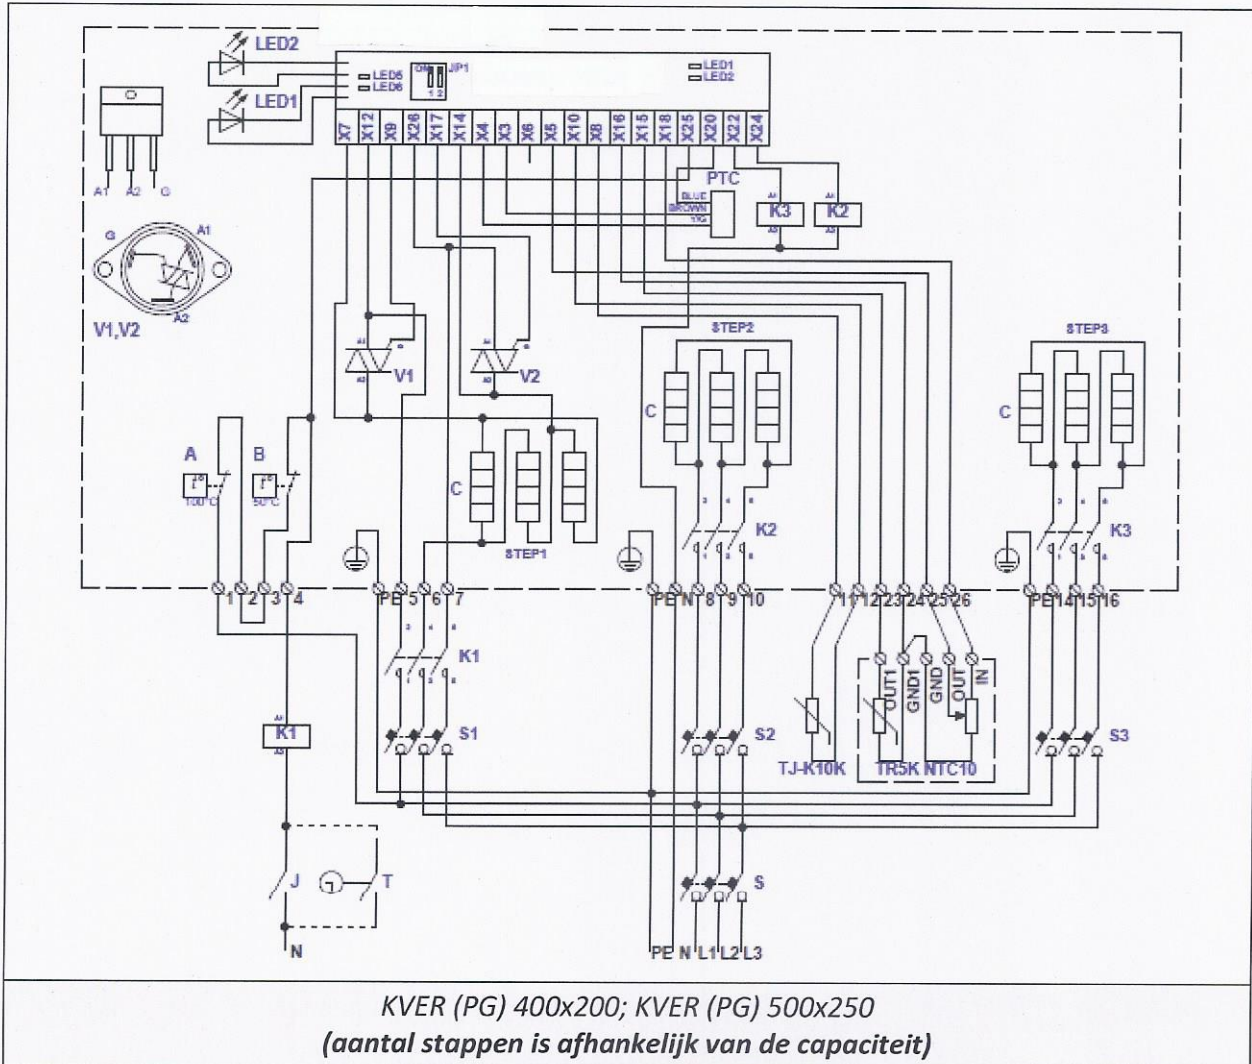 LED2
LED1
LED5
LED6
ON
JP1
1 2
LED1
LED2
X7 X12 X9 X26 X17 X14 X4 X3 X6 X5 X10 X8 X16 X15 X18 X25 X20 X22 X24
A1 A2 G
PTC
BLUE
BROWN
Y/G
K3
K2
G
A1
A2
V1,V2
V1
V2
STEP2
STEP3
C
C
A
B
100°C
50°C
C
STEP1
K2
K3
1 2 3 4
PE 5 6 7
PE N 8 9 10
11 12 23 24 25 26
PE 14 15 16
K1
OUT1
GND1
GND
OUT
IN
K1
S1
S2
S3
TJ-K10K
TR5K NTC10
J
T
S
N
PE N L1 L2 L3
KVER (PG) 400x200; KVER (PG) 500x250
(aantal stappen is afhankelijk van de capaciteit)